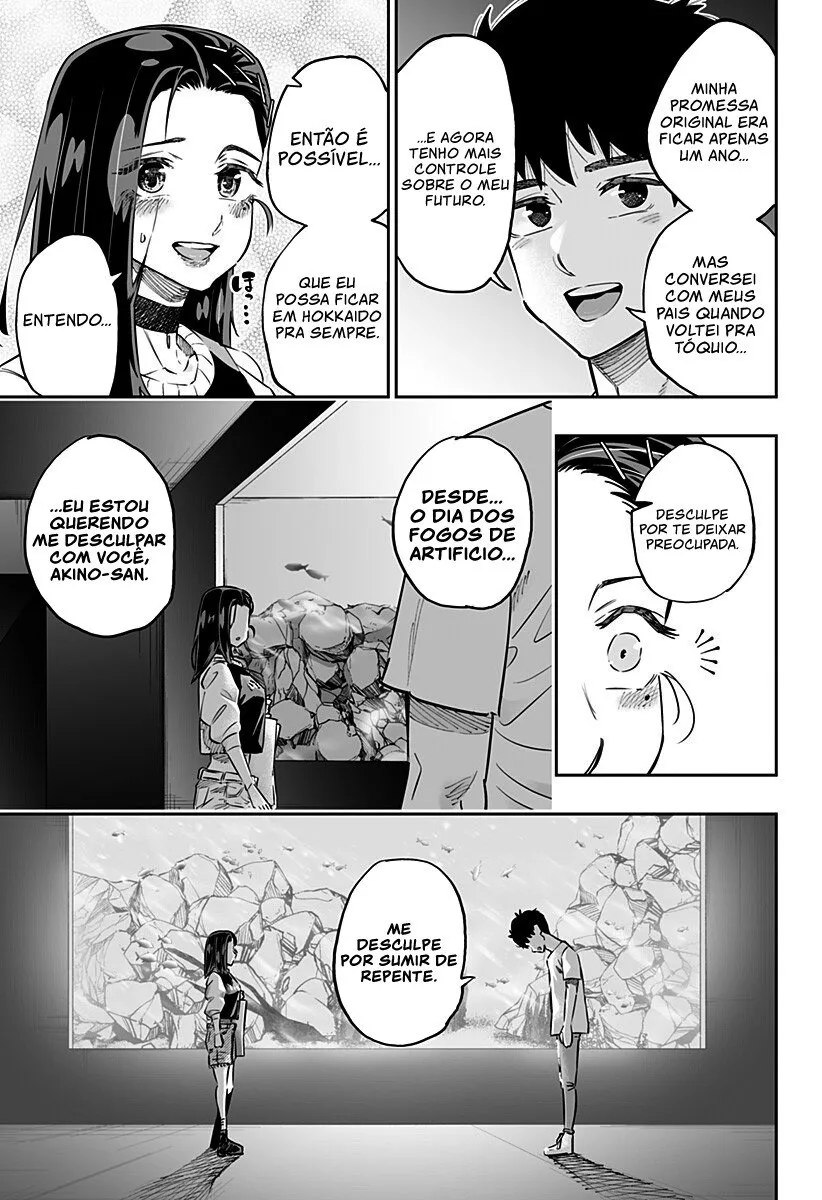 MINHA
PROMESSA
ORIGINAL ERA
FICAR APENAS
UM ANO...
MAS
CONVERSEI
COM MEUS
PAIS QUANDO
VOLTEI PRA
TÓQUIO...
...E AGORA
TENHO MAIS
CONTROLE
SOBRE O MEU
FUTURO.
ENTÃO É
POSSÍVEL...
QUE EU
POSSA FICAR
EM HOKKAIDO
PRA SEMPRE.
ほっ...
ENTENDO...
DESCULPE
POR TE DEIXAR
PREOCUPADA.
DESDE...
O DIA DOS
FOGOS DE
ARTIFICIO...
...EU ESTOU
QUERENDO
ME DESCULPAR
COM VOCÊ,
AKINO-SAN.
ME
DESCULPE
POR SUMIR DE
REPENTE.